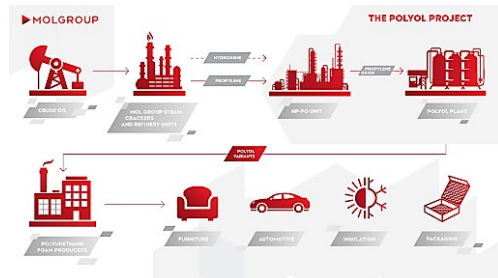 MOLGROUP
THE POLYOL PROJECT
HYDROGENE
PROPYLENE
PROPYLENE
OXIDE
CRUDE OIL
MOL GROUP STEAM
CRACKERS
AND REFINERY UNITS
HP-PO UNIT
POLYOL PLANT
POLYOL
VARIANTS
POLYURETHANE
FOAM PRODUCERS
FURNITURE
AUTOMOTIVE
INSULATION
PACKAGING